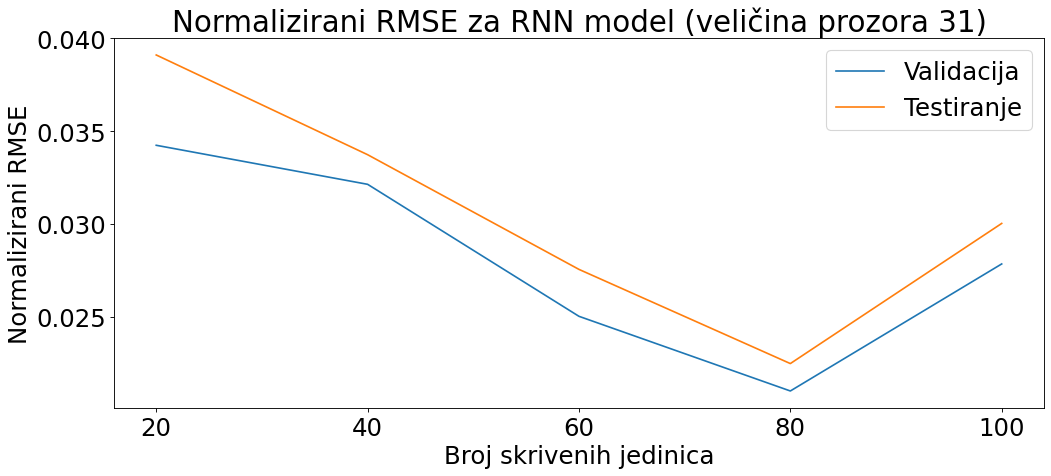 Normalizirani RMSE za RNN model (veličina prozora 31)
Validacija
Testiranje
Normalizirani RMSE
0.040
0.035
0.030
0.025
20 40 60 80 100
Broj skrivenih jedinica